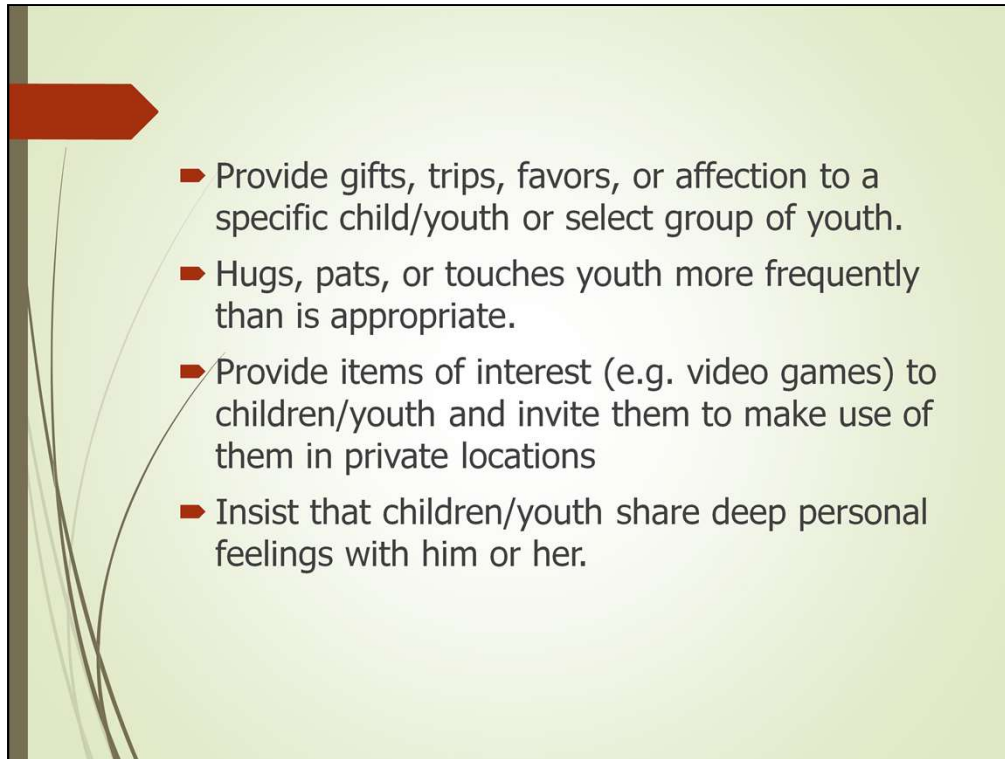 Provide gifts, trips, favors, or affection to a
specific child/youth or select group of youth.
Hugs, pats, or touches youth more frequently
than is appropriate.
Provide items of interest (e.g. video games) to
children/youth and invite them to make use of
them in private locations
Insist that children/youth share deep personal
feelings with him or her.